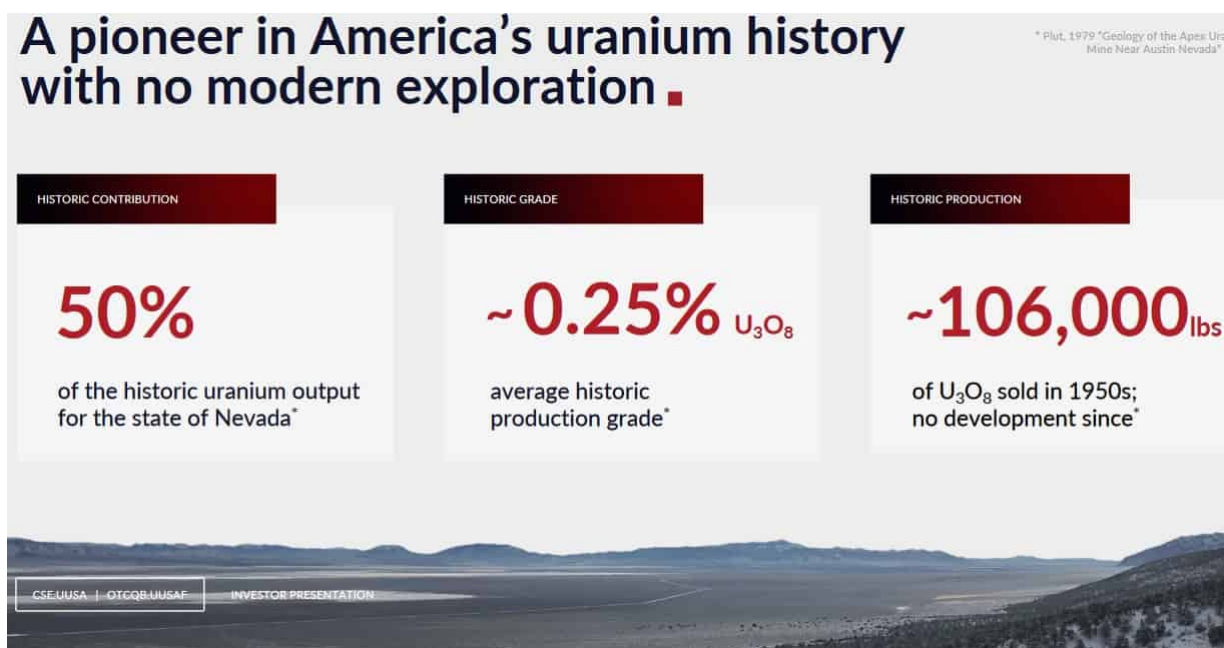 A pioneer in America’s uranium history
with no modern exploration
* Plut, 1979 "Geology of the Apex
Mine Near Austin Nevada"
HISTORIC CONTRIBUTION
50%
of the historic uranium output
for the state of Nevada*
HISTORIC GRADE
~0.25% U₃O₈
average historic
production grade*
HISTORIC PRODUCTION
~106,000lbs
of U₃O₈ sold in 1950s;
no development since*
CSE:UUSA | OTCQB:UUSAF
INVESTOR PRESENTATION